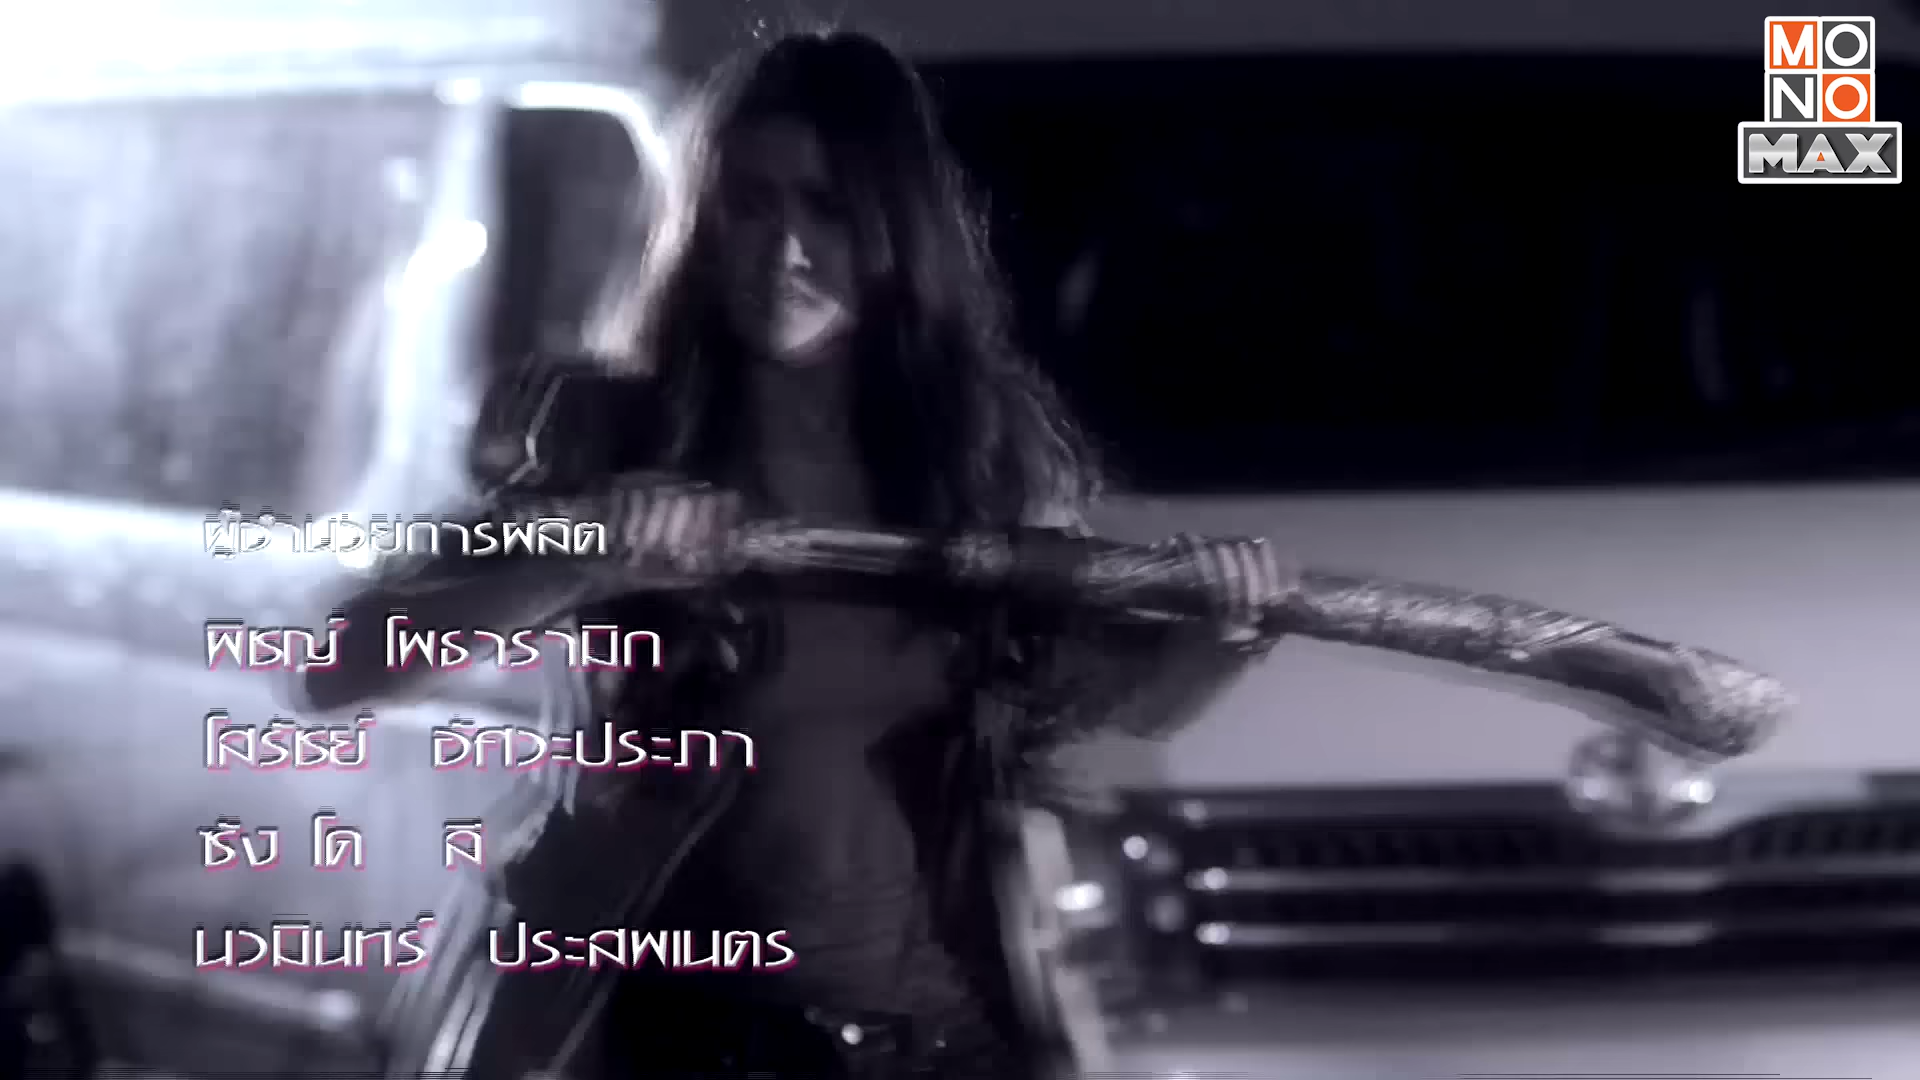 MONO
MAX
ผู้อำนวยการผลิต
พิชญ์ โพธารามิก
โสรัชย์ อัศวะประภา
ซัง โด ลี
นวมินทร์ ประสพเนตร